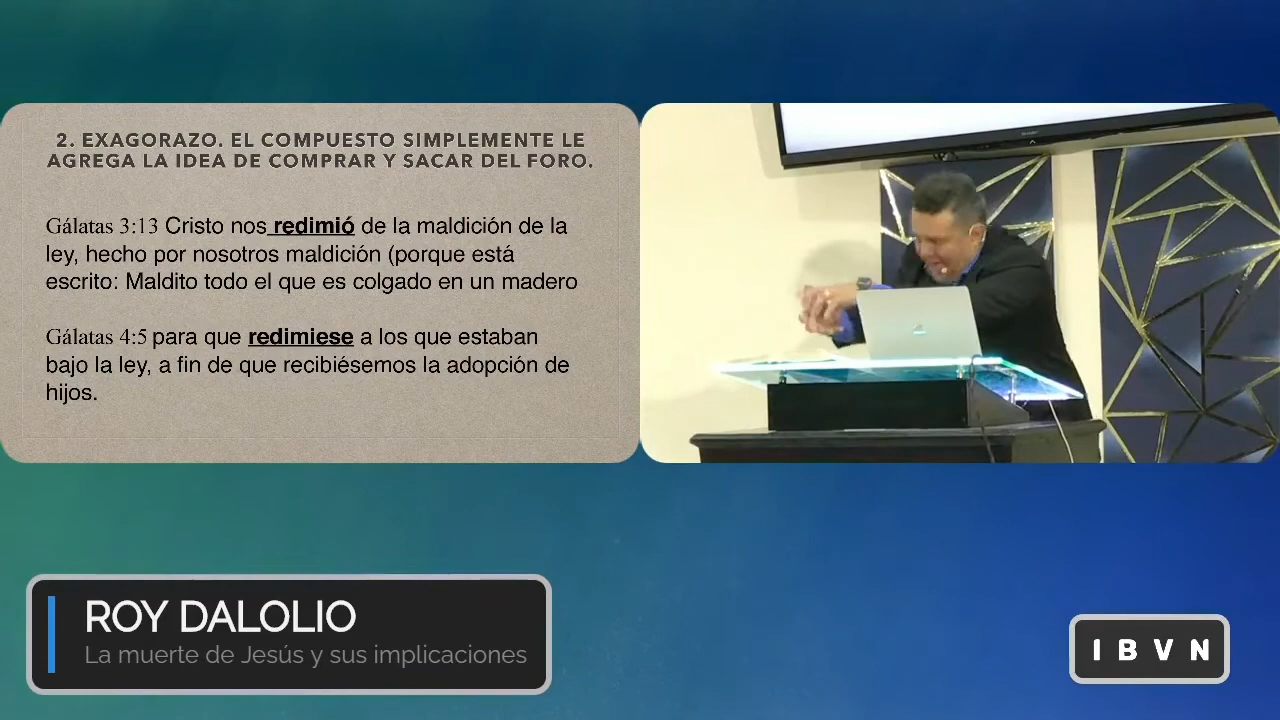 2. EXAGORAZO. EL COMPUESTO SIMPLEMENTE LE
AGREGA LA IDEA DE COMPRAR Y SACAR DEL FORO.
Gálatas 3:13 Cristo nos redimió de la maldición de la
ley, hecho por nosotros maldición (porque está
escrito: Maldito todo el que es colgado en un madero
Gálatas 4:5 para que redimiese a los que estaban
bajo la ley, a fin de que recibiésemos la adopción de
hijos.
ROY DALOLIO
La muerte de Jesús y sus implicaciones
IBVN